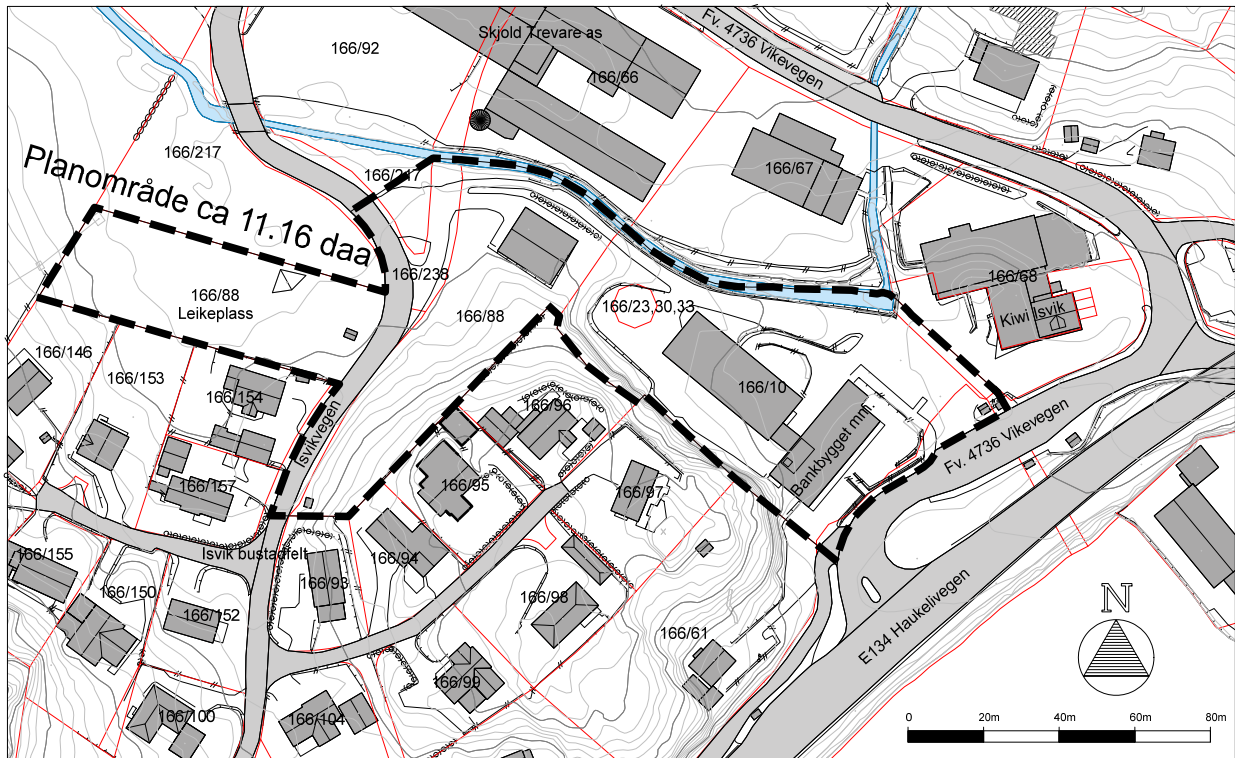 Skjold Trevare as
166/92
166/66
Fv. 4736 Vikevegen
166/217
166/217
166/67
Planområde ca 11.16 daa
166/238
166/68
166/88
Leikeplass
166/88
166/23,30,33
Kiwi Isvik
166/146
166/153
166/154
166/10
166/96
Isvikvegen
Fv. 4736 Vikevegen
Bankbygget mm.
166/157
166/95
166/97
166/155
Isvik bustadfelt
166/94
166/150
166/93
166/152
166/98
E134 Haukelivegen
N
166/61
166/99
166/100
166/104
0 20m 40m 60m 80m